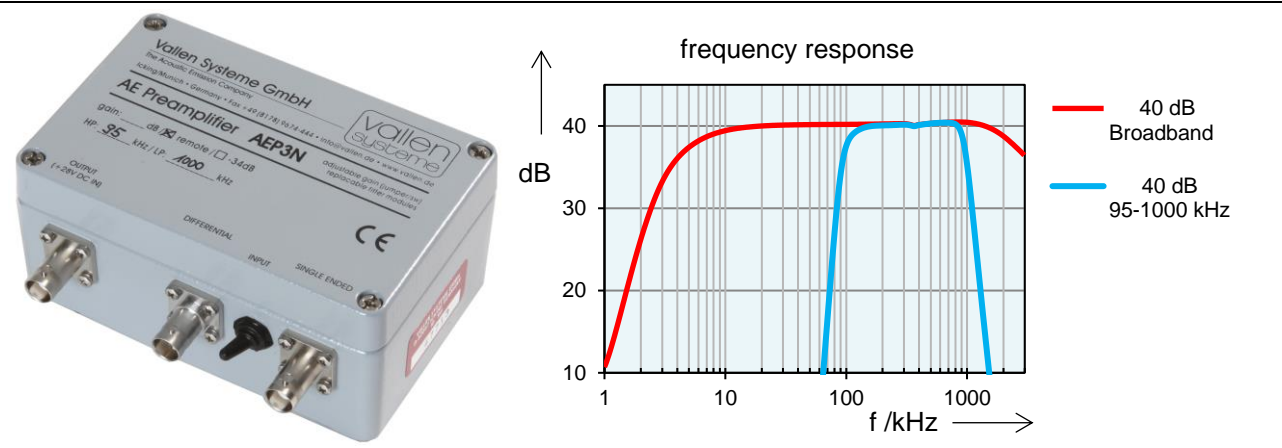 Vallen Systeme GmbH
The Acoustic Emission Company
Icking/Munich • Germany • Fax +49 (8178) 9674-444 • info@vallen.de • www.vallen.de
AE Preamplifier AEP3N
vallen
systeme
gain: dB / remote / -34dB
adjustable gain (jumper/sw)
replacable filter modules
HP: 95 kHz / LP: 1000 kHz
OUTPUT
(+28V DC IN)
DIFFERENTIAL
INPUT
SINGLE ENDED
CE
frequency response
dB
40
30
20
10
1
10
100
1000
f /kHz
40 dB
Broadband
40 dB
95-1000 kHz